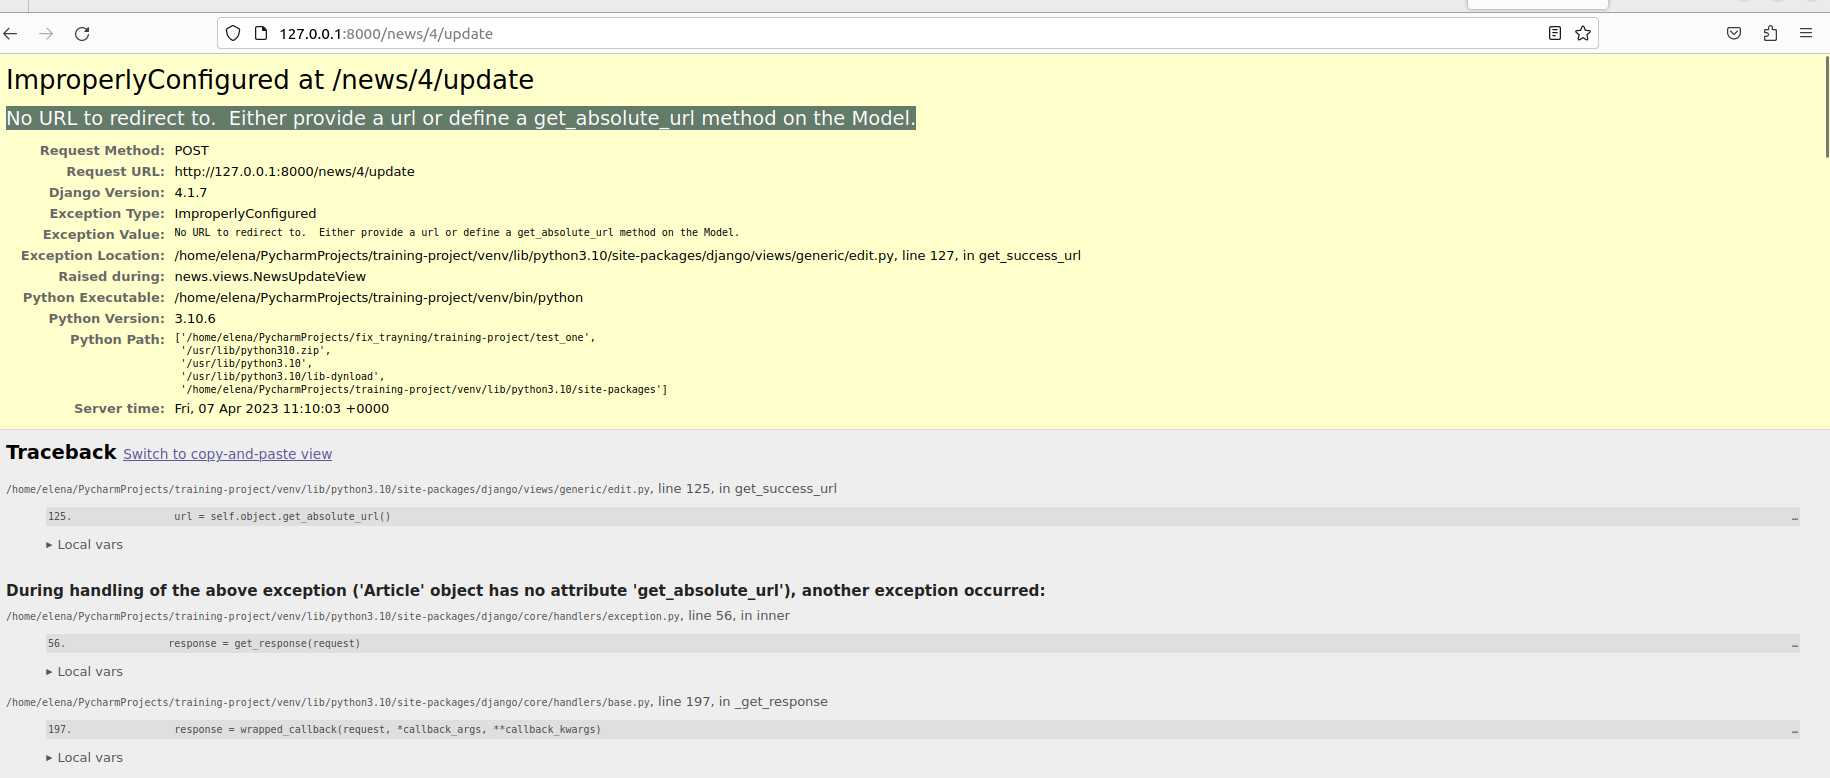 127.0.0.1:8000/news/4/update
ImproperlyConfigured at /news/4/update
No URL to redirect to.  Either provide a url or define a get_absolute_url method on the Model.
Request Method: POST
Request URL: http://127.0.0.1:8000/news/4/update
Django Version: 4.1.7
Exception Type: ImproperlyConfigured
Exception Value: No URL to redirect to.  Either provide a url or define a get_absolute_url method on the Model.
Exception Location: /home/elena/PycharmProjects/training-project/venv/lib/python3.10/site-packages/django/views/generic/edit.py, line 127, in get_success_url
Raised during: news.views.NewsUpdateView
Python Executable: /home/elena/PycharmProjects/training-project/venv/bin/python
Python Version: 3.10.6
Python Path: ['/home/elena/PycharmProjects/fix_trayning/training-project/test_one',
'/usr/lib/python310.zip',
'/usr/lib/python3.10',
'/usr/lib/python3.10/lib-dynload',
'/home/elena/PycharmProjects/training-project/venv/lib/python3.10/site-packages']
Server time: Fri, 07 Apr 2023 11:10:03 +0000
Traceback Switch to copy-and-paste view
/home/elena/PycharmProjects/training-project/venv/lib/python3.10/site-packages/django/views/generic/edit.py, line 125, in get_success_url
125. url = self.object.get_absolute_url() …
▸ Local vars
During handling of the above exception ('Article' object has no attribute 'get_absolute_url'), another exception occurred:
/home/elena/PycharmProjects/training-project/venv/lib/python3.10/site-packages/django/core/handlers/exception.py, line 56, in inner
56. response = get_response(request) …
▸ Local vars
/home/elena/PycharmProjects/training-project/venv/lib/python3.10/site-packages/django/core/handlers/base.py, line 197, in _get_response
197. response = wrapped_callback(request, *callback_args, **callback_kwargs) …
▸ Local vars